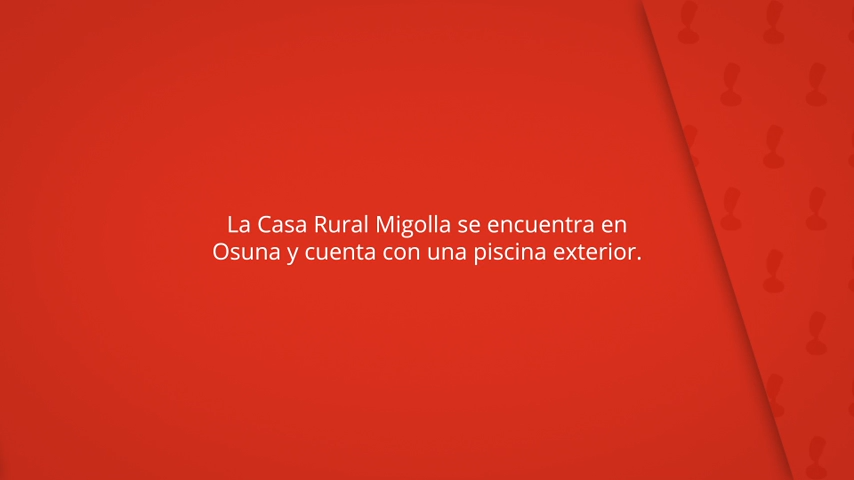 La Casa Rural Migolla se encuentra en
Osuna y cuenta con una piscina exterior.